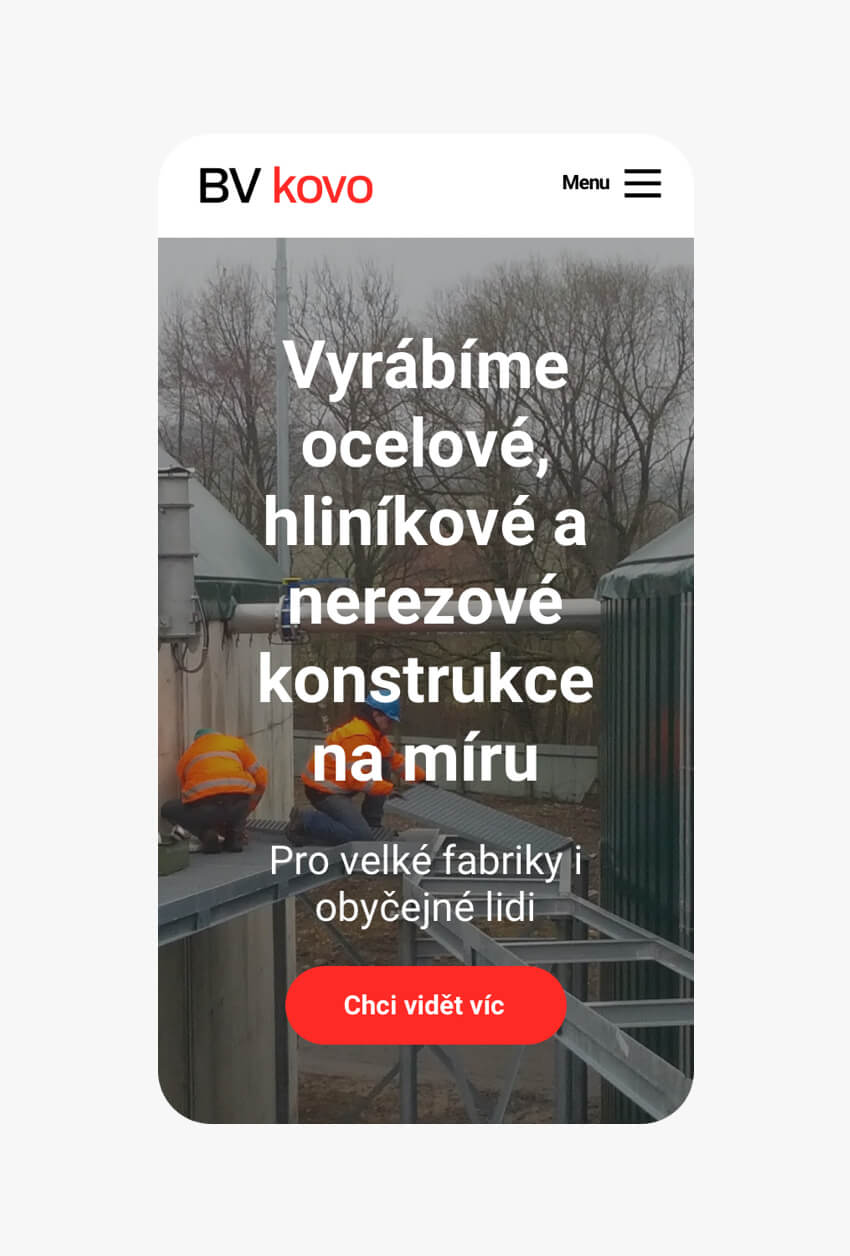 BV kovo
Menu
Vyrábíme
ocelové,
hliníkové a
nerezové
konstrukce
na míru
Pro velké fabriky i
obyčejné lidi
Chci vidět víc